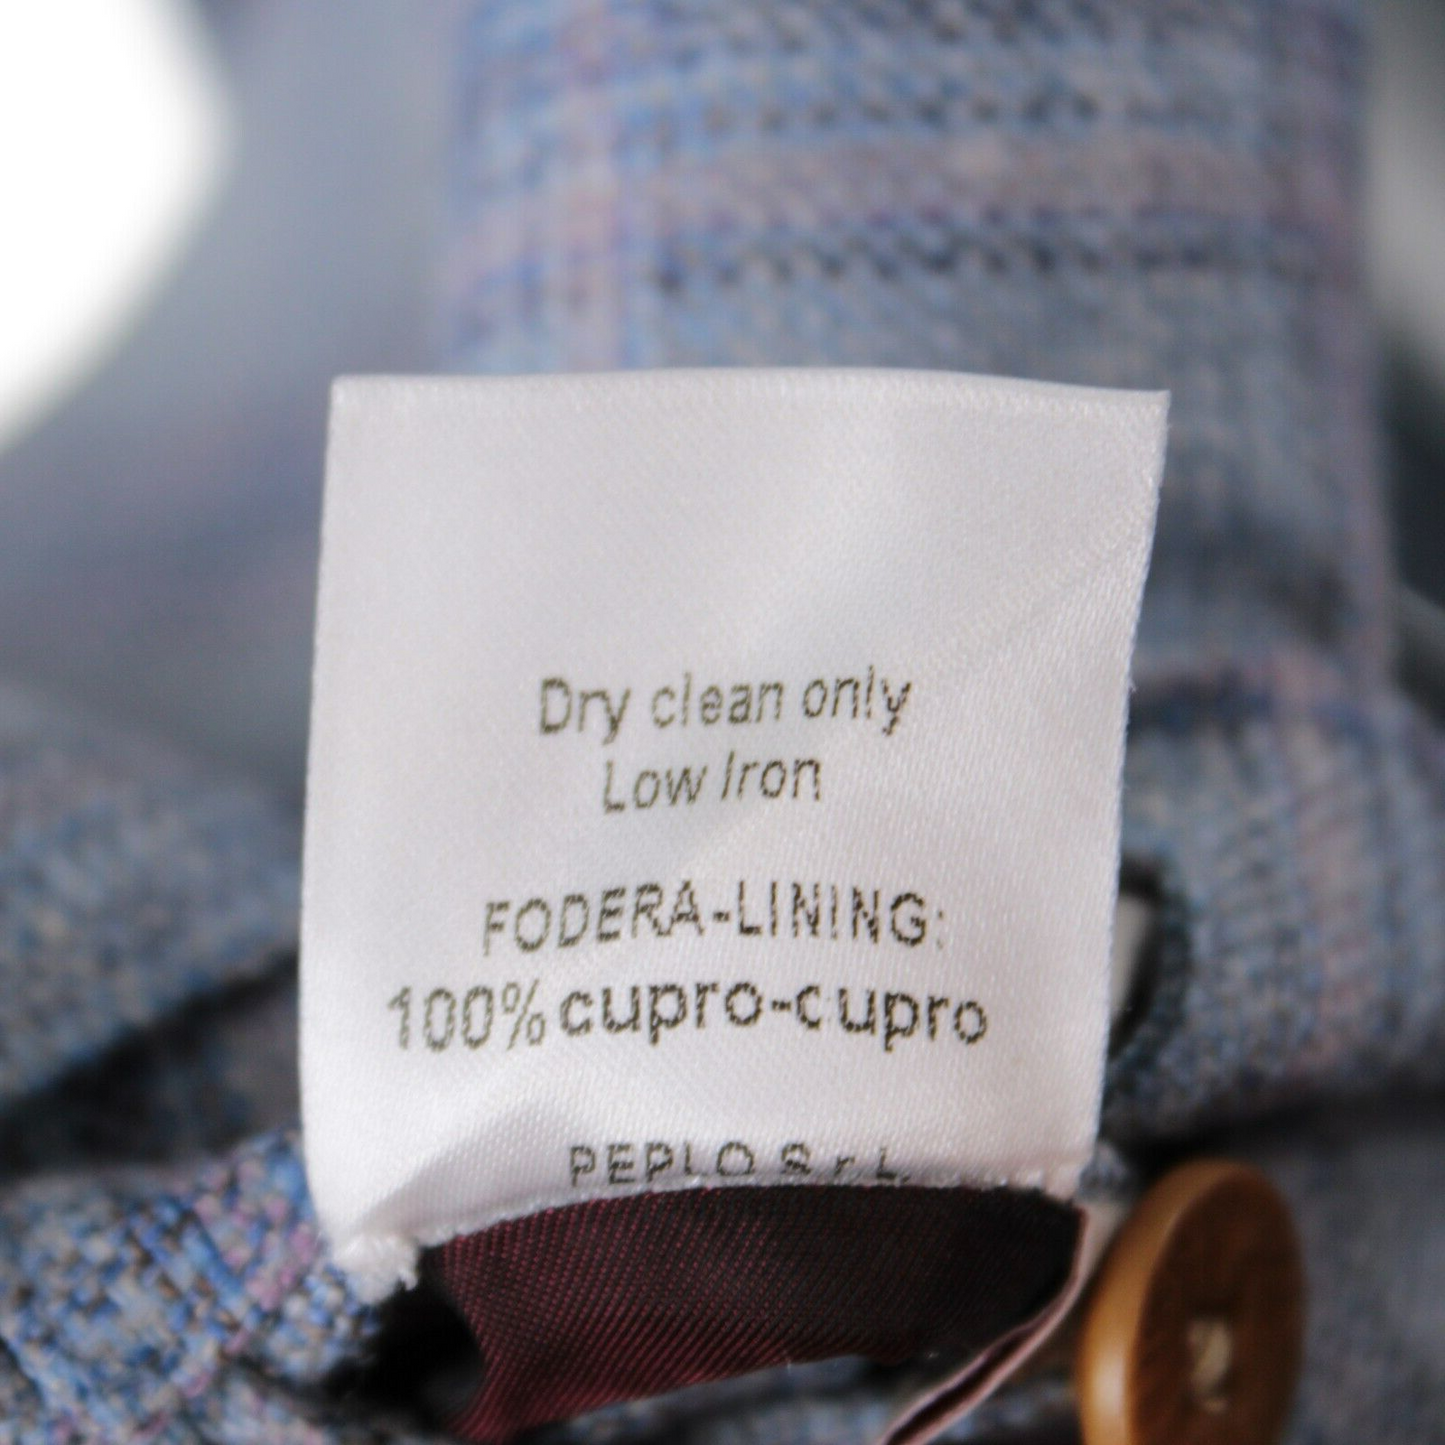 Dry clean only
Low Iron
FODERA-LINING:
100% cupro-cupro
PEPLO S.r.L.